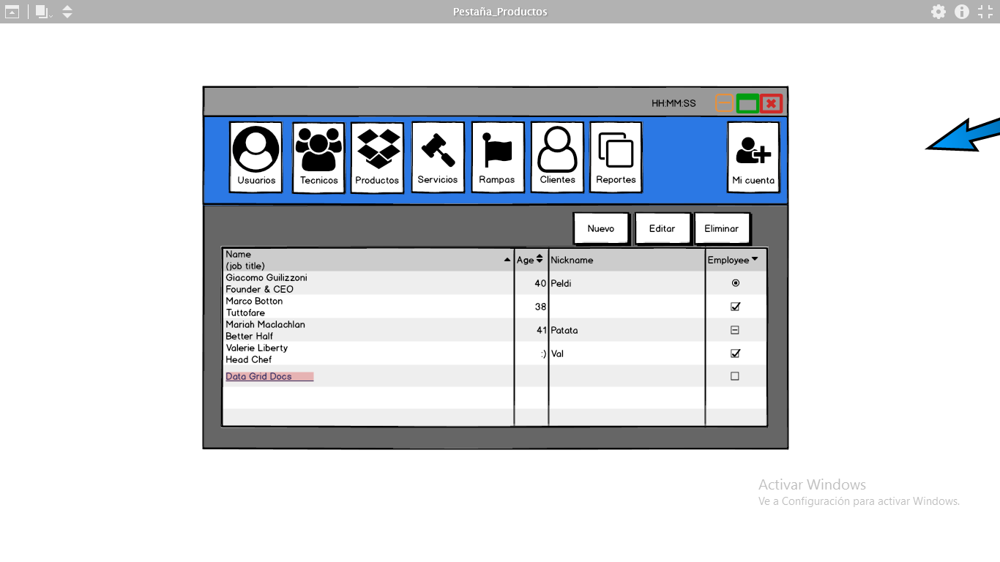 Pestaña_Productos
HH:MM:SS
Usuarios
Tecnicos
Productos
Servicios
Rampas
Clientes
Reportes
Mi cuenta
Nuevo
Editar
Eliminar
Name
(job title)
Age
Nickname
Employee
Giacomo Guilizzoni
Founder & CEO
40
Peldi
Marco Botton
Tuttofare
38
Mariah Maclachlan
Better Half
41
Patata
Valerie Liberty
Head Chef
:)
Val
Data Grid Docs
Activar Windows
Ve a Configuración para activar Windows.